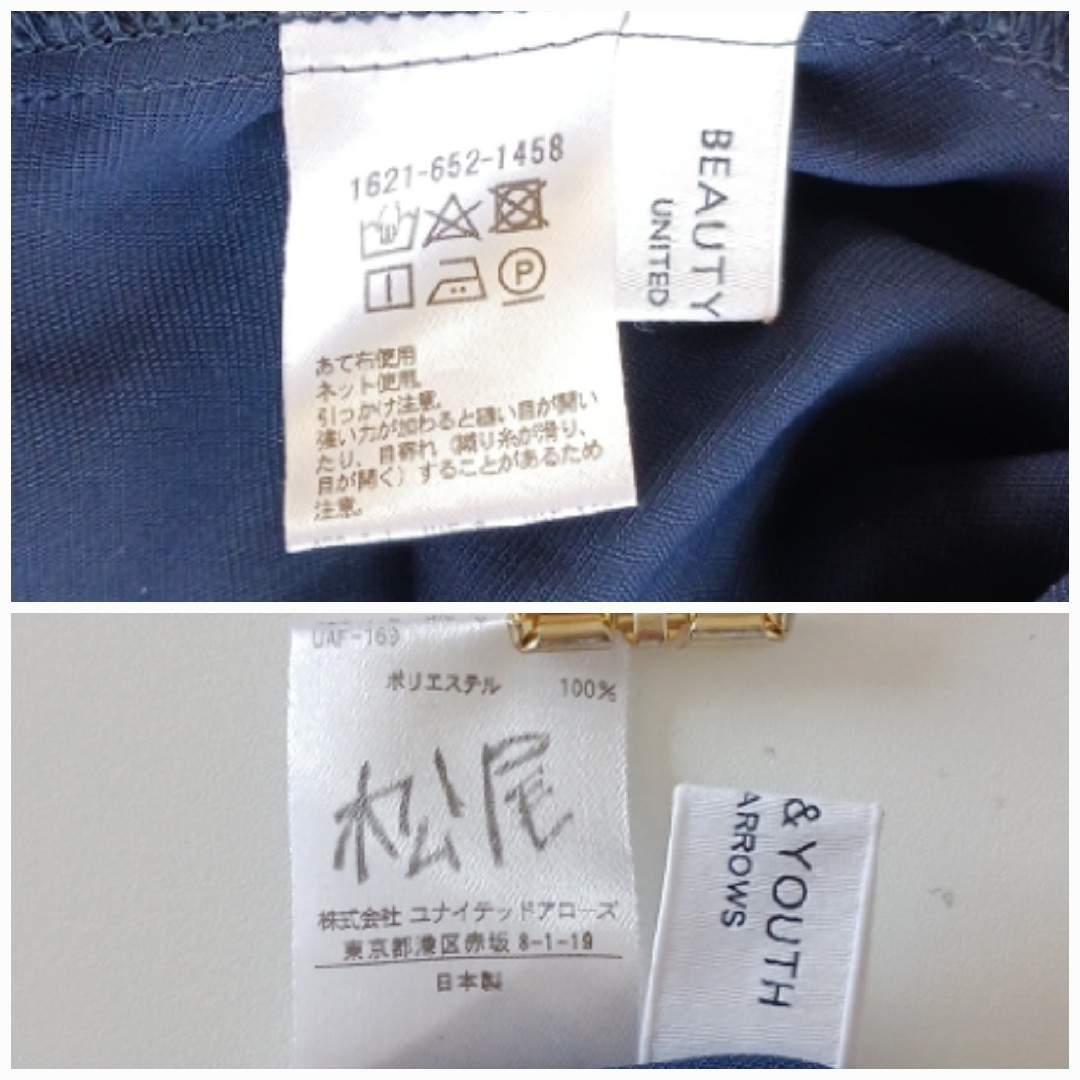 1621-652-1458
P
あて布使用
ネット使用。
引っかけ注意。
強い力が加わると縫い目が開い
たり、目寄れ（織り糸が滑り、
目が開く）することがあるため
注意。
BEAUTY
UNITED
UAF-169
ポリエステル 100%
松尾
株式会社 ユナイテッドアローズ
東京都港区赤坂 8-1-19
日本製
& YOUTH
ARROWS